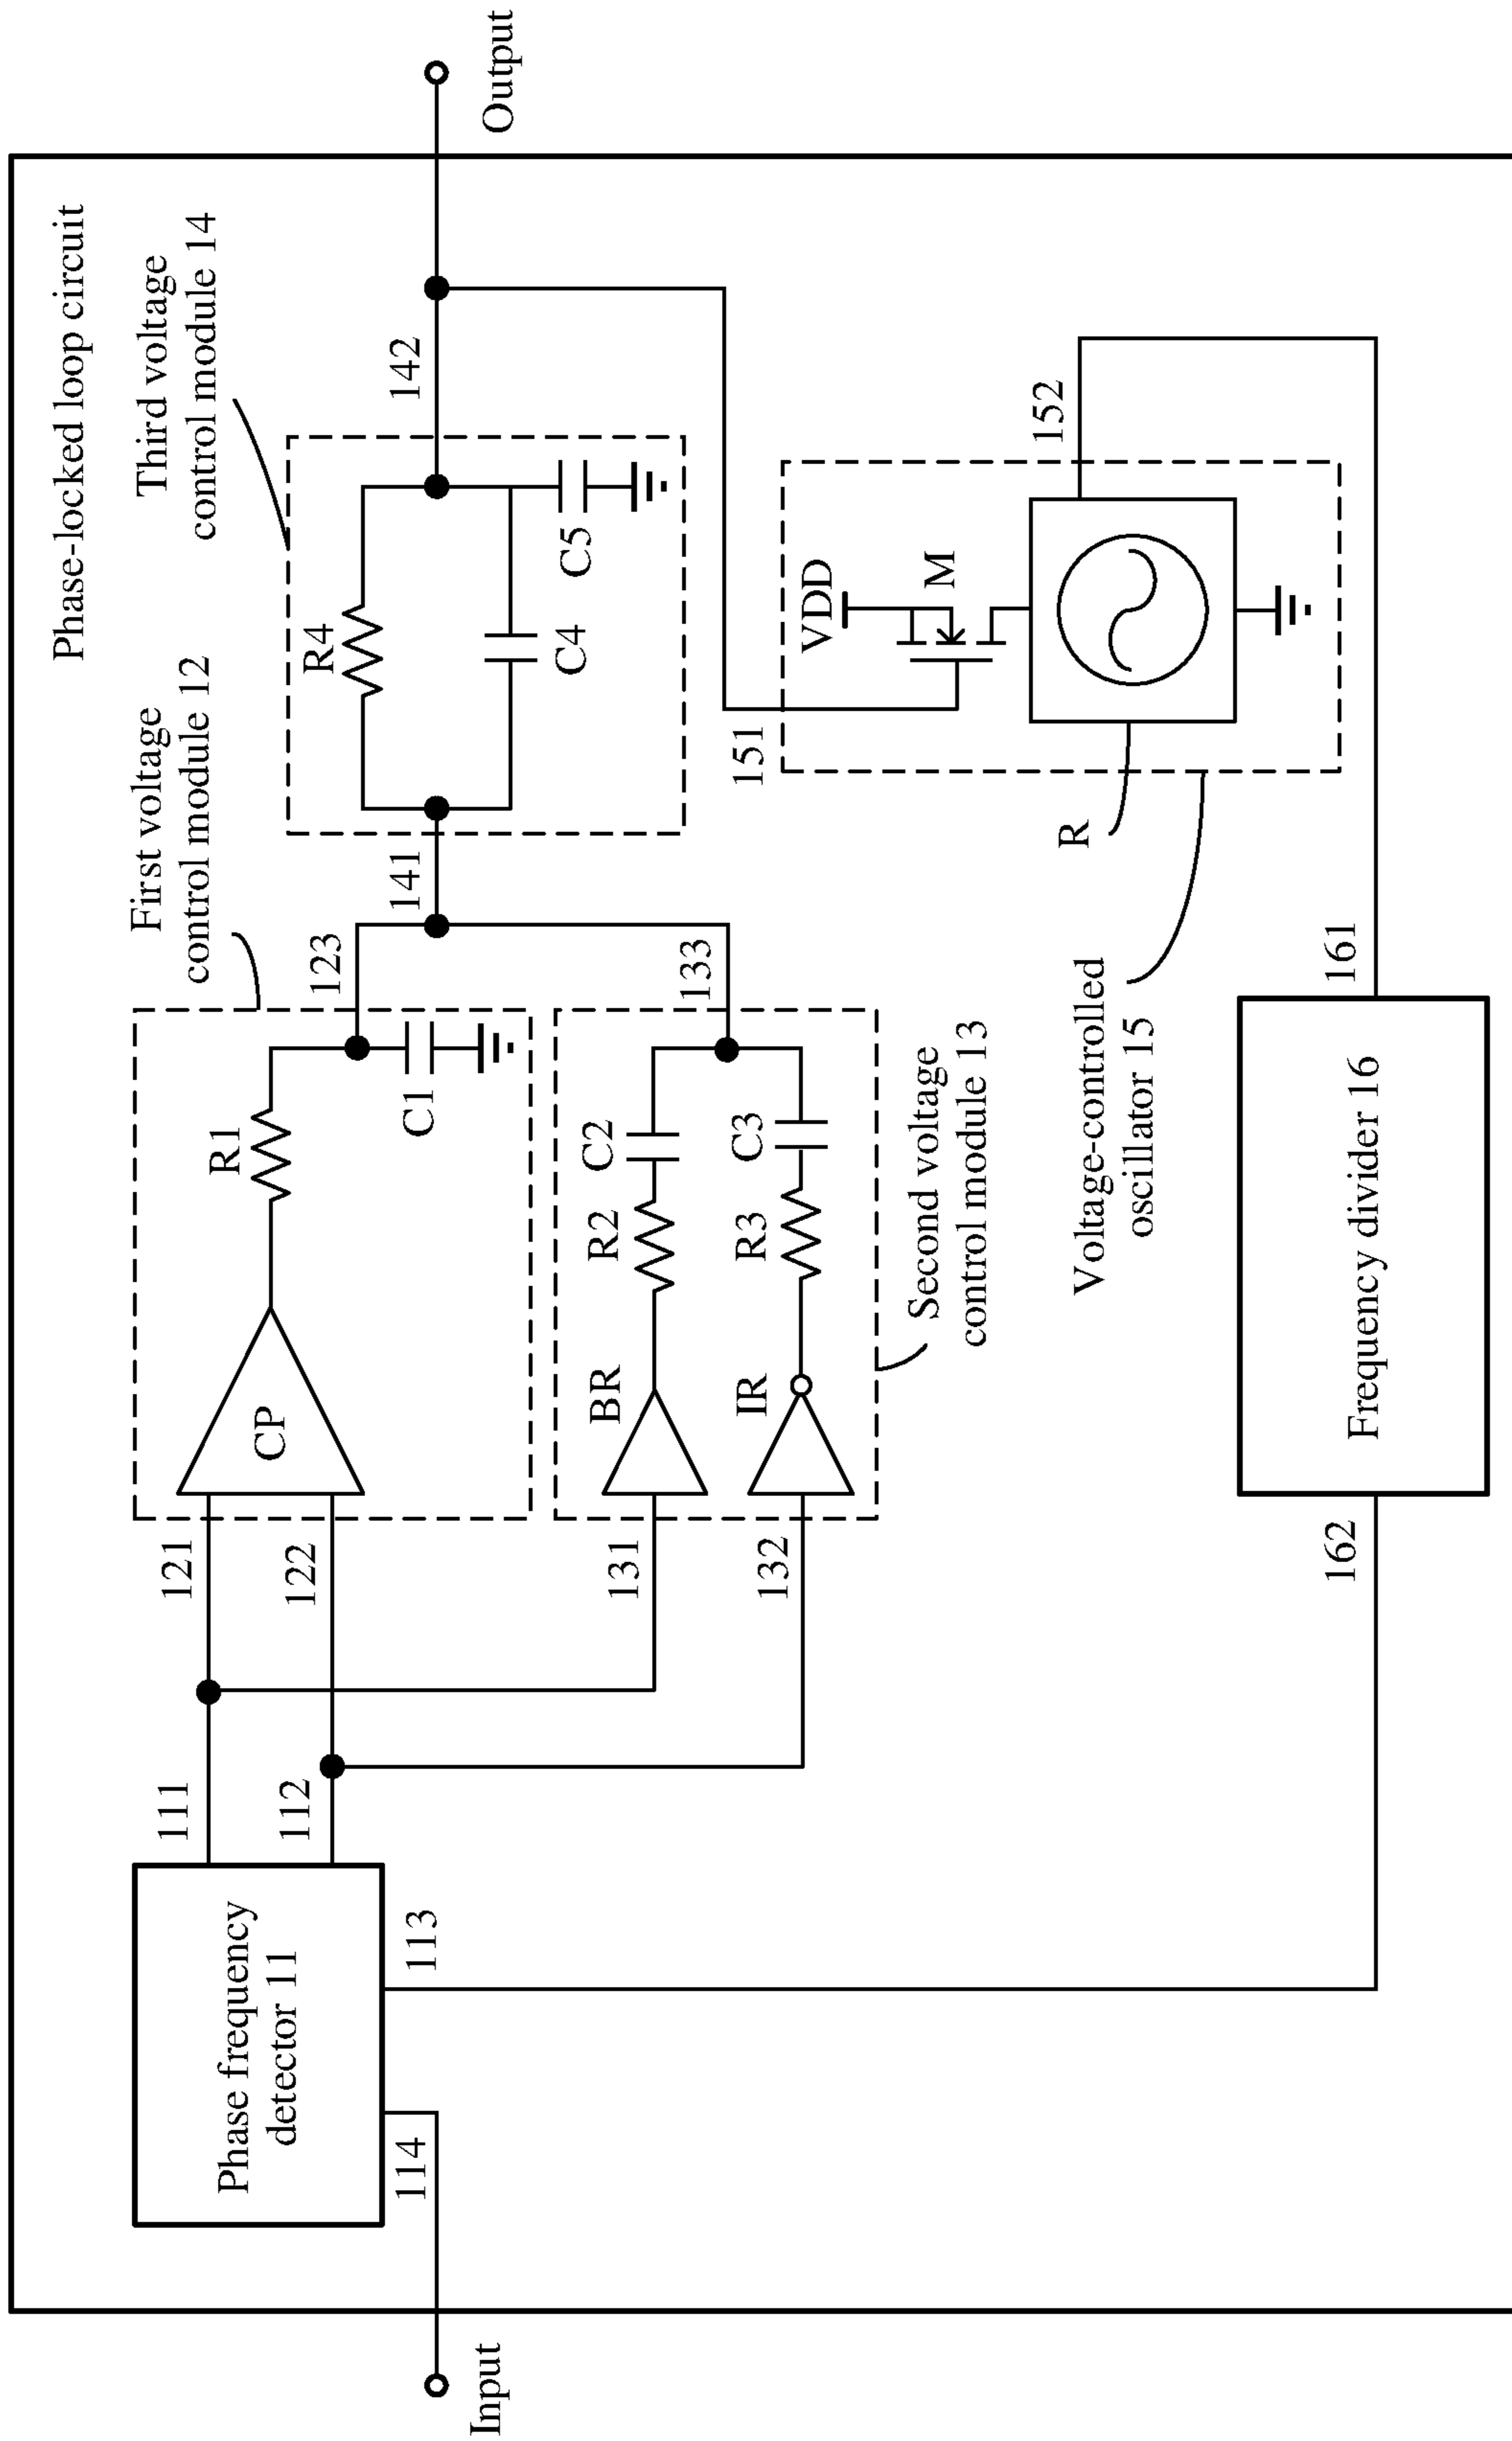 Phase-locked loop circuit
Input
Output
Phase frequency
detector 11
111
112
113
114
First voltage
control module 12
121
122
123
CP
R1
C1
Second voltage
control module 13
131
132
133
BR
R2
C2
IR
R3
C3
Third voltage
control module 14
141
142
R4
C4
C5
Voltage-controlled
oscillator 15
151
152
VDD
M
R
Frequency divider 16
161
162